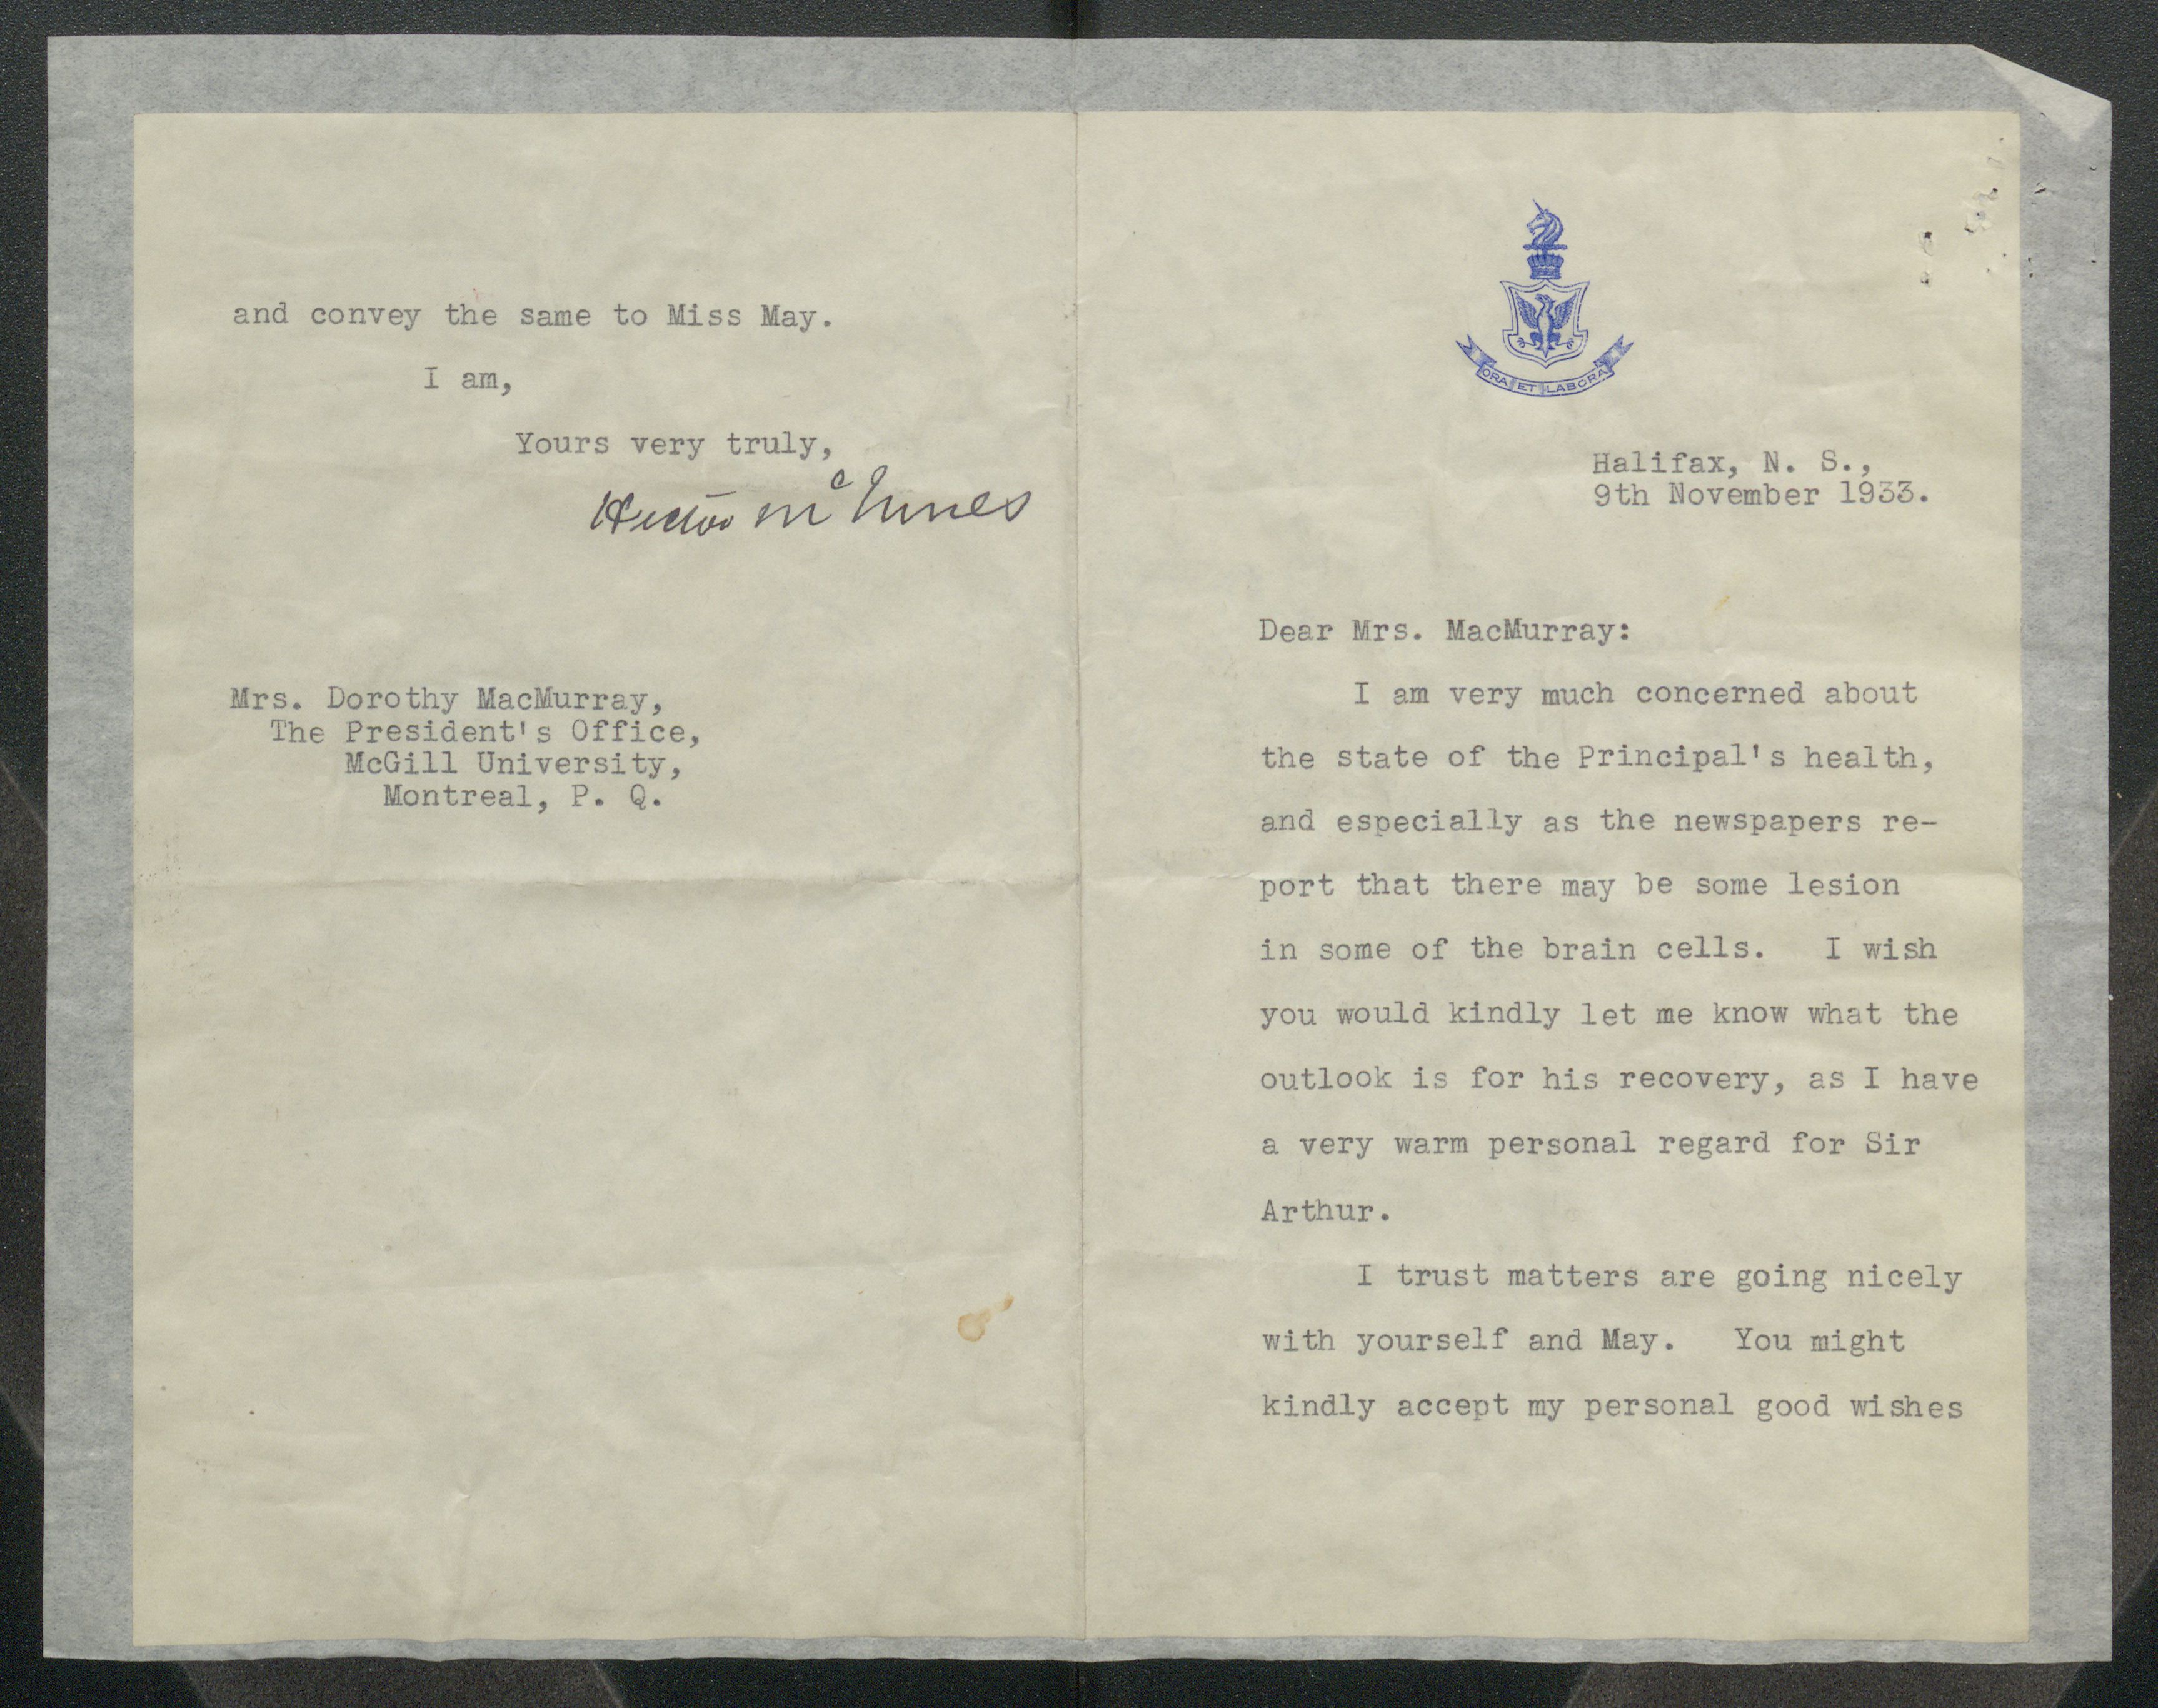 ORA ET LABORA
Halifax, N. S.,
9th November 1933.
Dear Mrs. MacMurray:
I am very much concerned about
the state of the Principal's health,
and especially as the newspapers re-
port that there may be some lesion
in some of the brain cells. I wish
you would kindly let me know what the
outlook is for his recovery, as I have
a very warm personal regard for Sir
Arthur.
I trust matters are going nicely
with yourself and May. You might
kindly accept my personal good wishes
and convey the same to Miss May.
I am,
Yours very truly,
Hector McInnes
Mrs. Dorothy MacMurray,
The President's Office,
McGill University,
Montreal, P. Q.